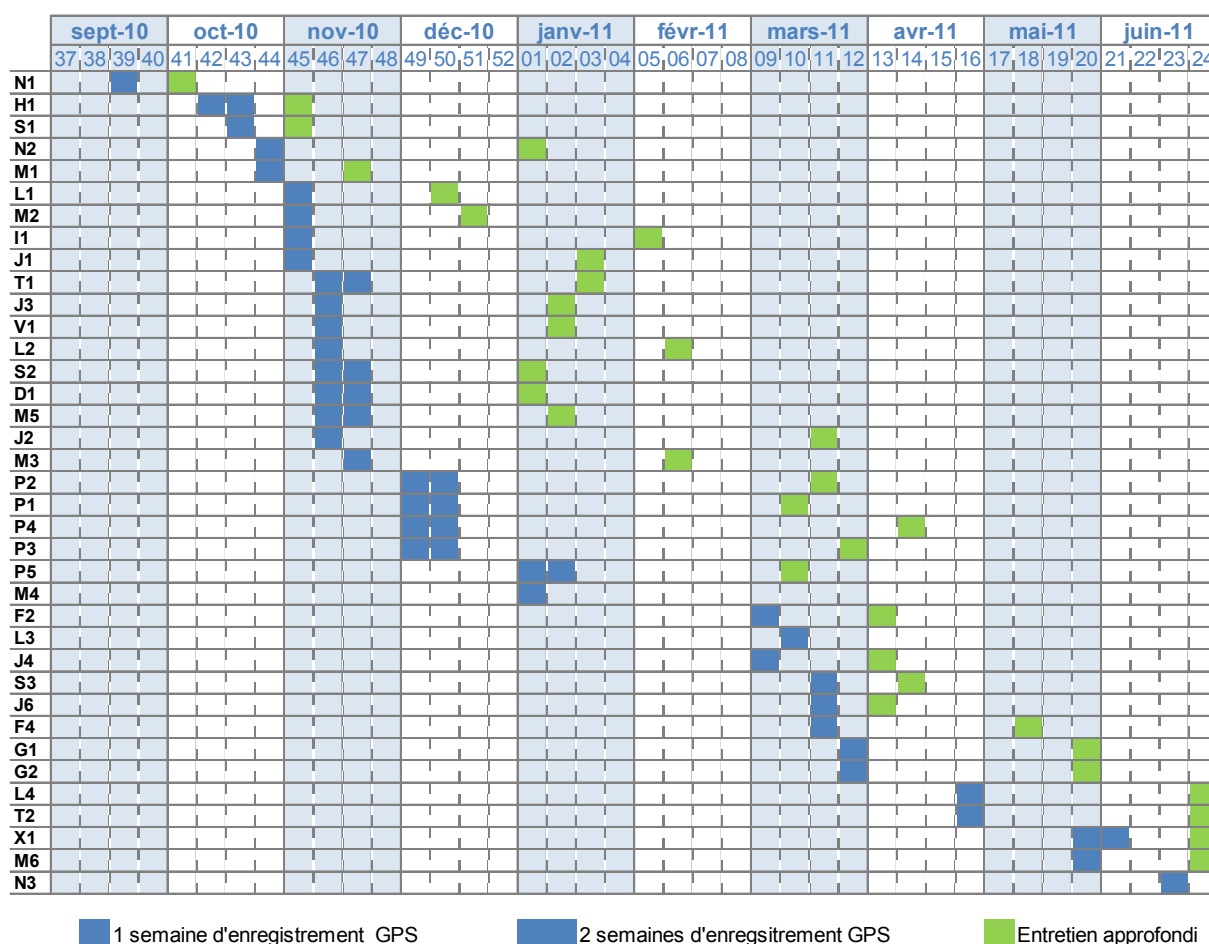 sept-10 oct-10 nov-10 déc-10 janv-11 févr-11 mars-11 avr-11 mai-11 juin-11
37 38 39 40 41 42 43 44 45 46 47 48 49 50 51 52 01 02 03 04 05 06 07 08 09 10 11 12 13 14 15 16 17 18 19 20 21 22 23 24
N1
H1
S1
N2
M1
L1
M2
I1
J1
T1
J3
V1
L2
S2
D1
M5
J2
M3
P2
P1
P4
P3
P5
M4
F2
L3
J4
S3
J6
F4
G1
G2
L4
T2
X1
M6
N3
1 semaine d'enregistrement GPS 2 semaines d'enregsitrement GPS Entretien approfondi